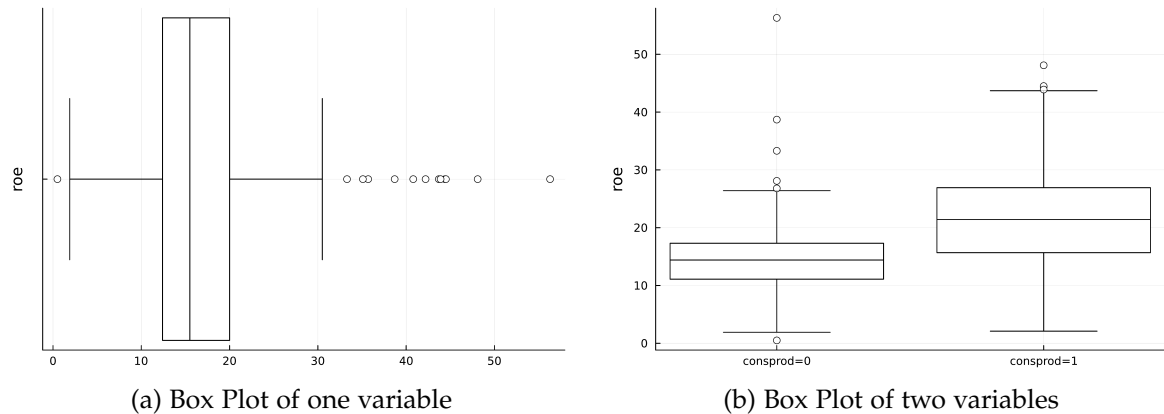 roe
0 10 20 30 40 50
(a) Box Plot of one variable
roe
50
40
30
20
10
0
consprod=0 consprod=1
(b) Box Plot of two variables